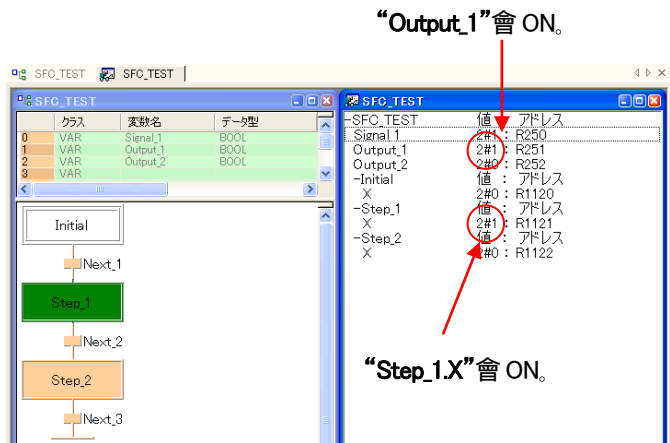 “Output_1”會 ON。
SFC_TEST SFC_TEST
SFC_TEST
クラス 変数名 データ型
0 VAR Signal_1 BOOL
1 VAR Output_1 BOOL
2 VAR Output_2 BOOL
3 VAR
Initial
Next_1
Step_1
Next_2
Step_2
Next_3
SFC_TEST
-SFC_TEST 値 : アドレス
Signal 1 2#1 : R250
Output_1 2#1 : R251
Output_2 2#0 : R252
-Initial 値 : アドレス
X 2#0 : R1120
-Step_1 値 : アドレス
X 2#1 : R1121
-Step_2 値 : アドレス
X 2#0 : R1122
“Step_1.X”會 ON。